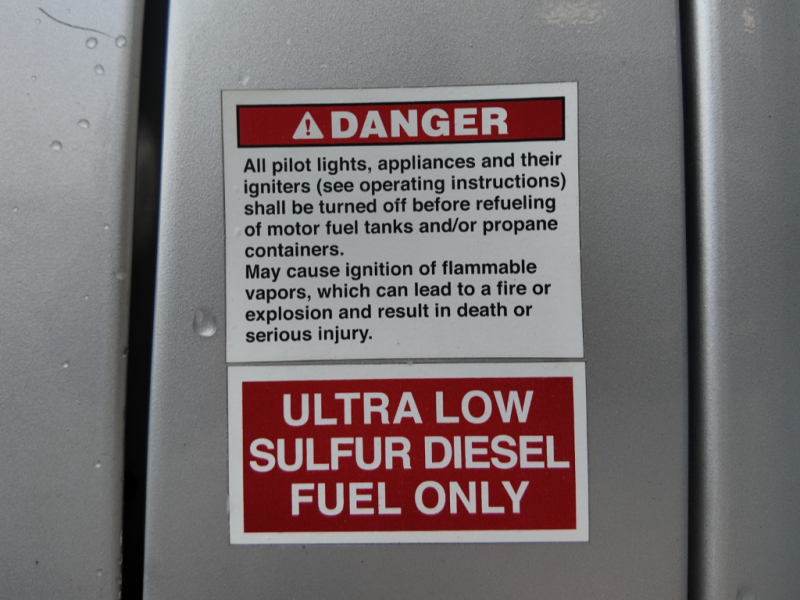 DANGER
All pilot lights, appliances and their
igniters (see operating instructions)
shall be turned off before refueling
of motor fuel tanks and/or propane
containers.
May cause ignition of flammable
vapors, which can lead to a fire or
explosion and result in death or
serious injury.
ULTRA LOW
SULFUR DIESEL
FUEL ONLY